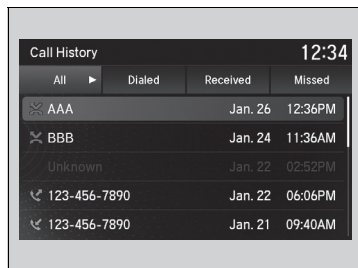 Call History 12:34
All Dialed Received Missed
AAA Jan. 26 12:36PM
BBB Jan. 24 11:36AM
Unknown Jan. 22 02:52PM
123-456-7890 Jan. 22 06:06PM
123-456-7890 Jan. 21 09:40AM